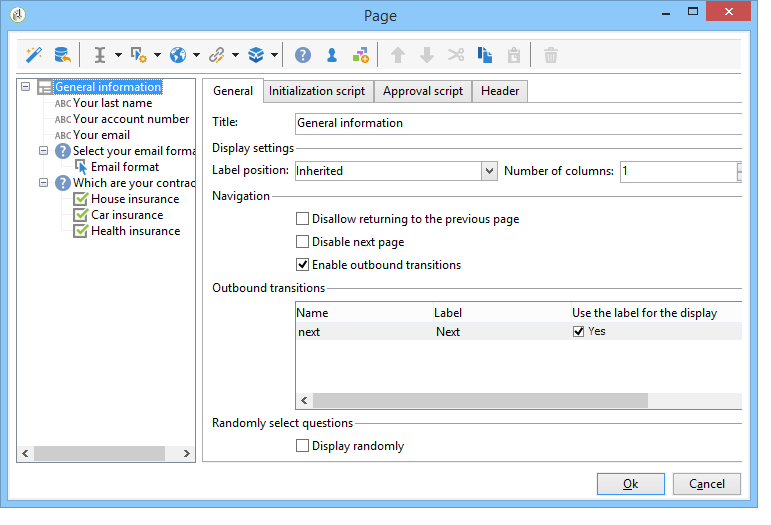 Page
General information
ABC Your last name
ABC Your account number
ABC Your email
? Select your email forma
Email format
? Which are your contrac
House insurance
Car insurance
Health insurance
General Initialization script Approval script Header
Title: General information
Display settings
Label position: Inherited Number of columns: 1
Navigation
Disallow returning to the previous page
Disable next page
Enable outbound transitions
Outbound transitions
Name Label Use the label for the display
next Next Yes
Randomly select questions
Display randomly
Ok Cancel